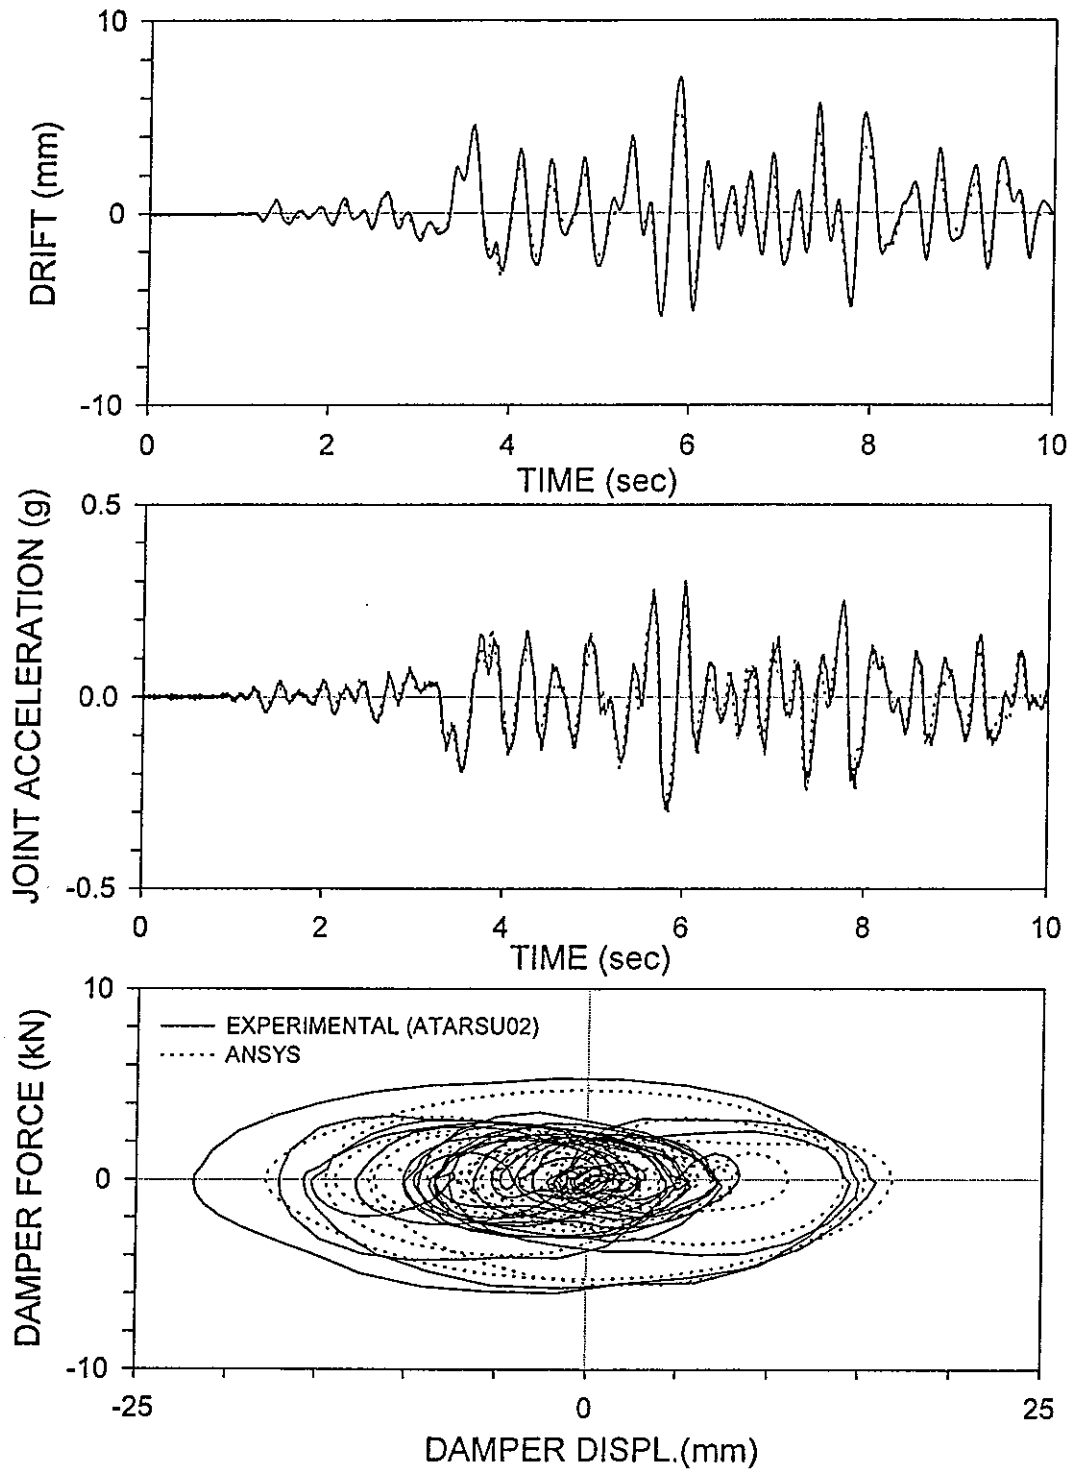 10
0
-10
DRIFT (mm)
0 2 4 6 8 10
TIME (sec)
0.5
0.0
-0.5
JOINT ACCELERATION (g)
0 2 4 6 8 10
TIME (sec)
10
0
-10
DAMPER FORCE (kN)
EXPERIMENTAL (ATARSU02)
ANSYS
-25 0 25
DAMPER DISPL.(mm)